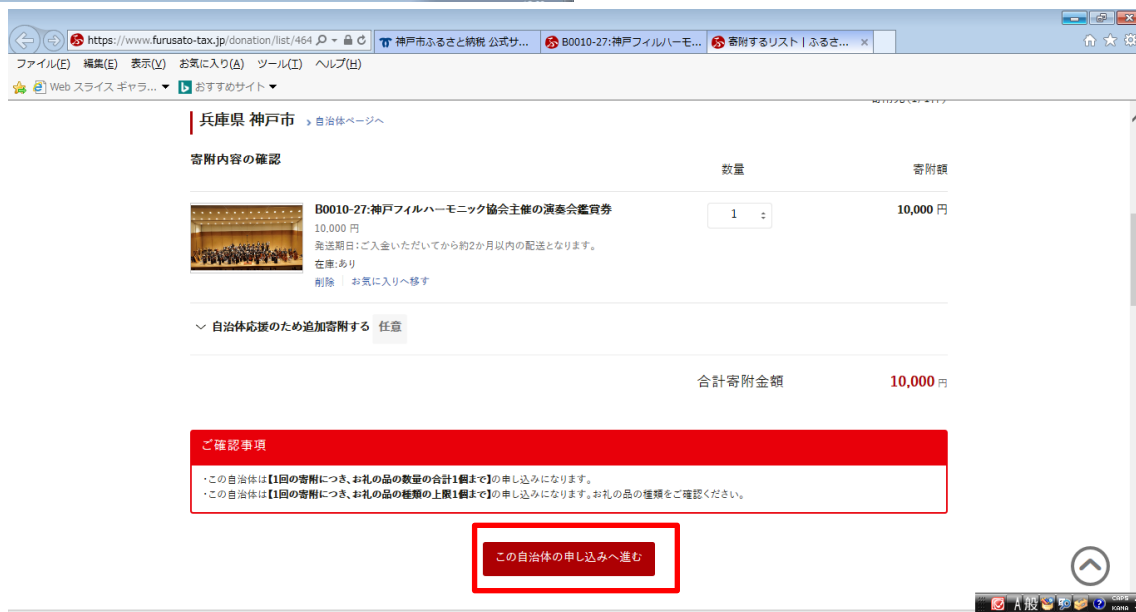 https://www.furusato-tax.jp/donation/list/464
神戸市ふるさと納税 公式サ...
B0010-27:神戸フィルハーモ...
寄附するリスト | ふるさ...
ファイル(F) 編集(E) 表示(V) お気に入り(A) ツール(T) ヘルプ(H)
Web スライス ギャラ... おすすめサイト
兵庫県 神戸市 自治体ページへ
寄附内容の確認
数量 寄附額
B0010-27:神戸フィルハーモニック協会主催の演奏会鑑賞券
1 10,000 円
10,000 円
発送期日:ご入金いただいてから約2か月以内の配送となります。
在庫:あり
削除 お気に入りへ移す
自治体応援のため追加寄附する 任意
合計寄附金額 10,000 円
ご確認事項
・この自治体は【1回の寄附につき、お礼の品の数量の合計1個まで】の申し込みになります。
・この自治体は【1回の寄附につき、お礼の品の種類の上限1個まで】の申し込みになります。お礼の品の種類をご確認ください。
この自治体の申し込みへ進む
A 般 CAPS
KANA